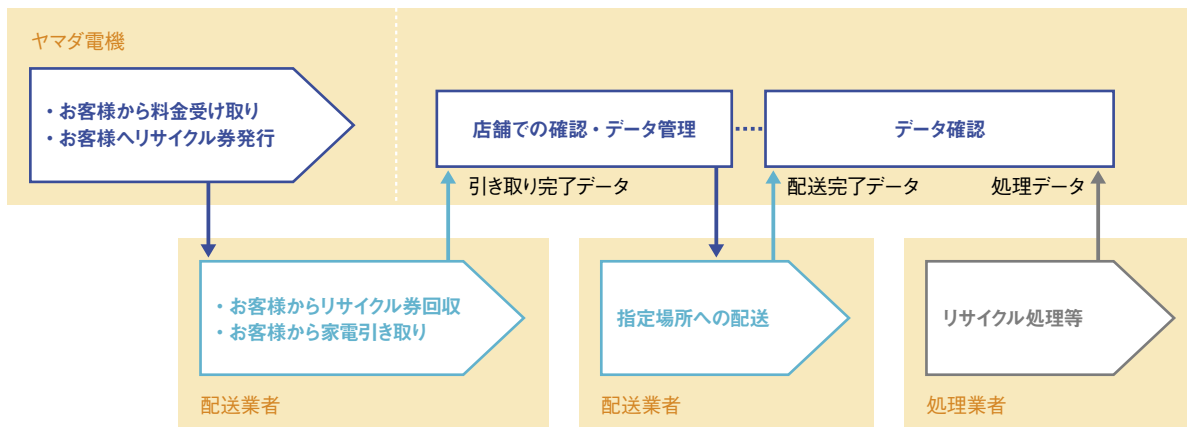 ヤマダ電機
・お客様から料金受け取り
・お客様へリサイクル券発行
店舗での確認・データ管理
データ確認
引き取り完了データ
配送完了データ
処理データ
・お客様からリサイクル券回収
・お客様から家電引き取り
指定場所への配送
リサイクル処理等
配送業者
配送業者
処理業者